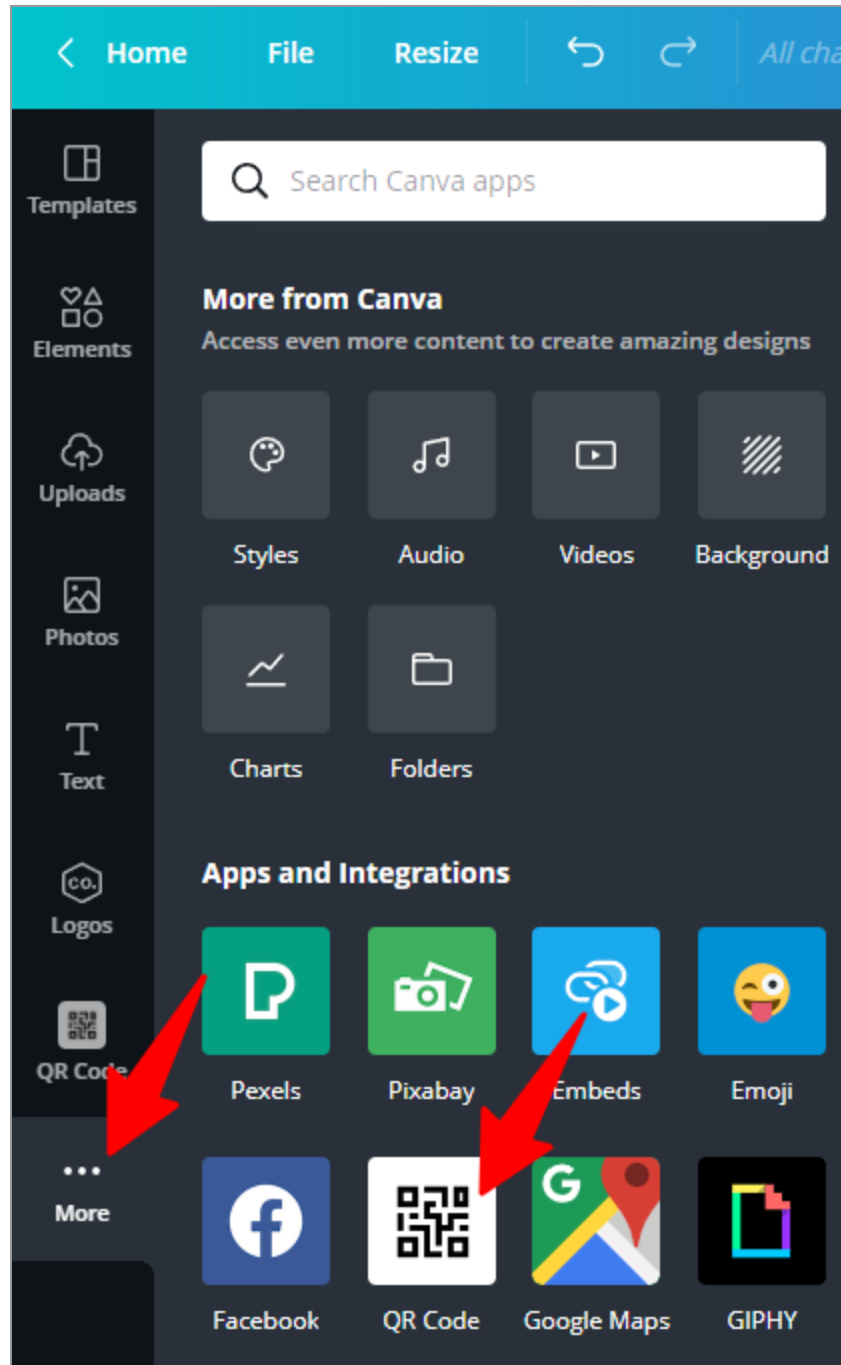 Home File Resize All cha
Templates
Search Canva apps
Elements
More from Canva
Access even more content to create amazing designs
Uploads
Styles Audio Videos Background
Photos
Text
Charts Folders
CO.
Logos
Apps and Integrations
QR Code
Pexels Pixabay Embeds Emoji
More
G
Facebook QR Code Google Maps GIPHY